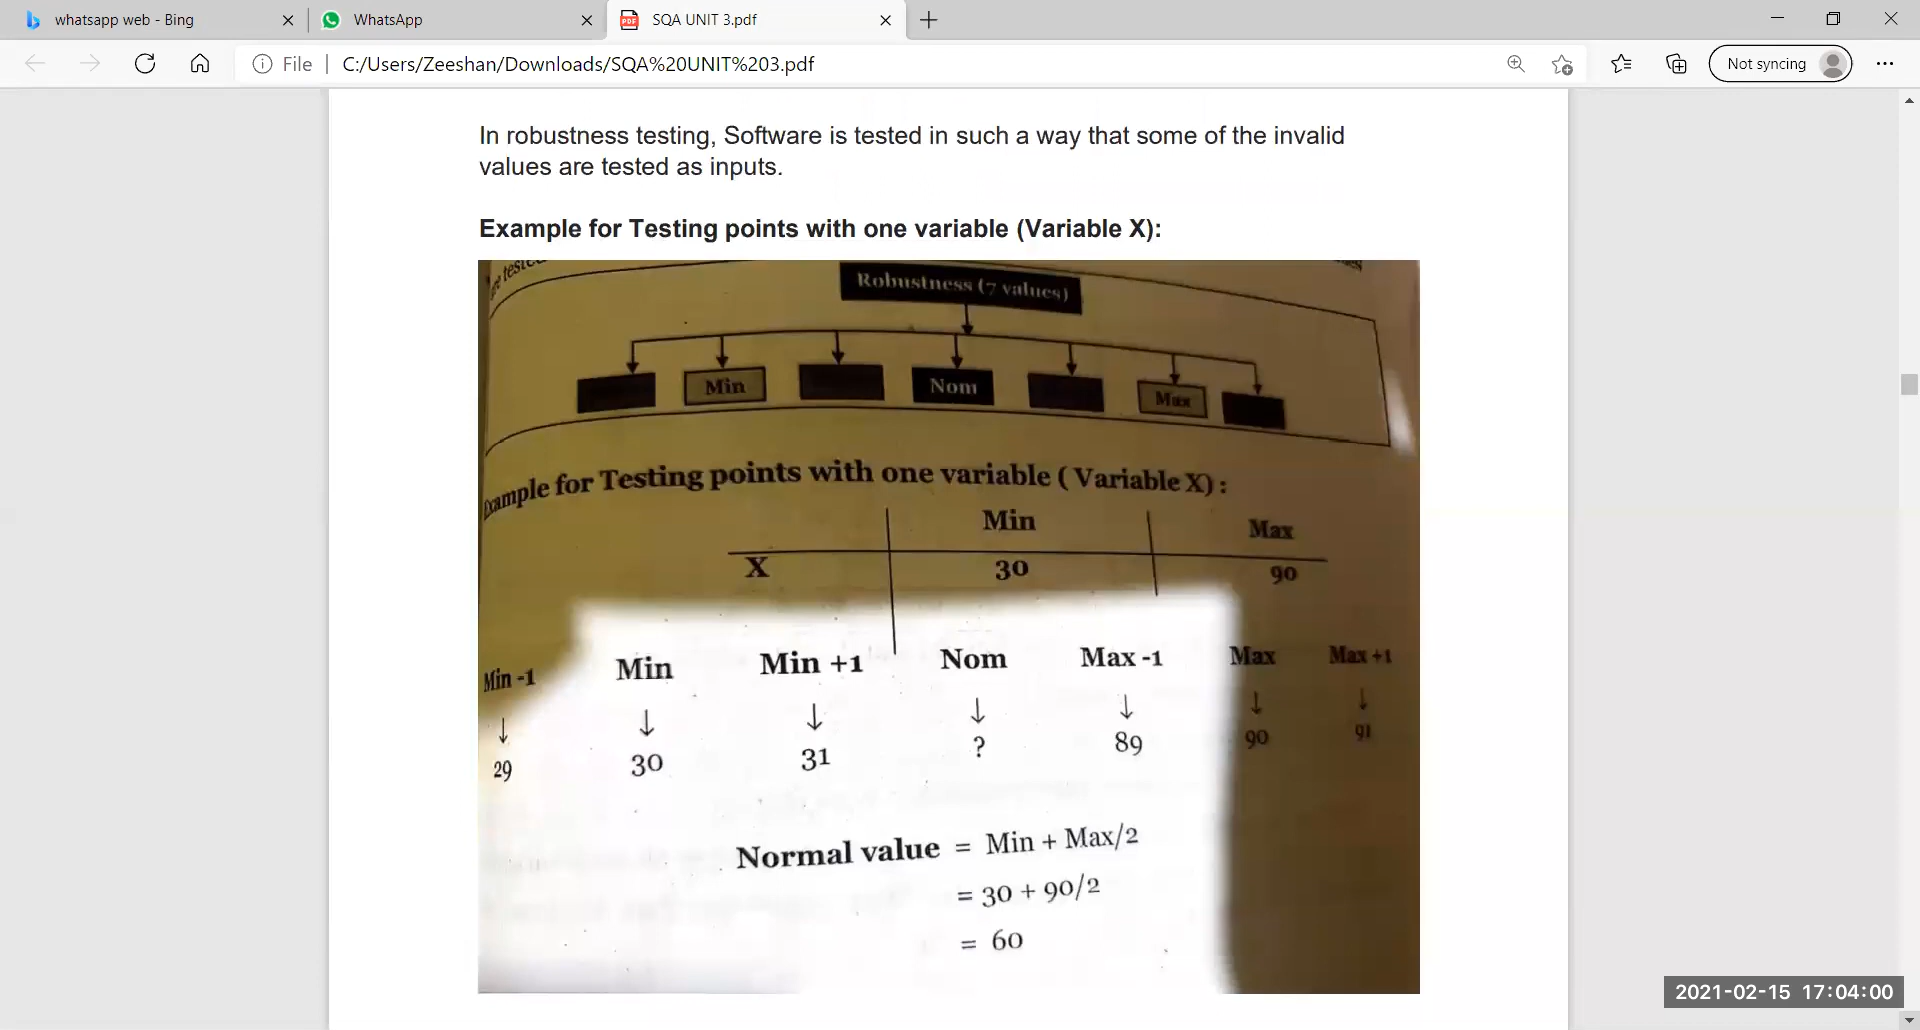 whatsapp web - Bing
WhatsApp
SQA UNIT 3.pdf
File
C:/Users/Zeeshan/Downloads/SQA%20UNIT%203.pdf
Not syncing
In robustness testing, Software is tested in such a way that some of the invalid
values are tested as inputs.
Example for Testing points with one variable (Variable X):
Robustness (7 values)
Min Nom Max
for Testing points with one variable ( Variable X) :
Min Max
X 30 90
Min -1 Min Min +1 Nom Max -1 Max Max +1
↓ ↓ ↓ ↓ ↓ ↓ ↓
29 30 31 ? 89 90 91
Normal value = Min + Max/2
= 30 + 90/2
= 60
2021-02-15 17:04:00